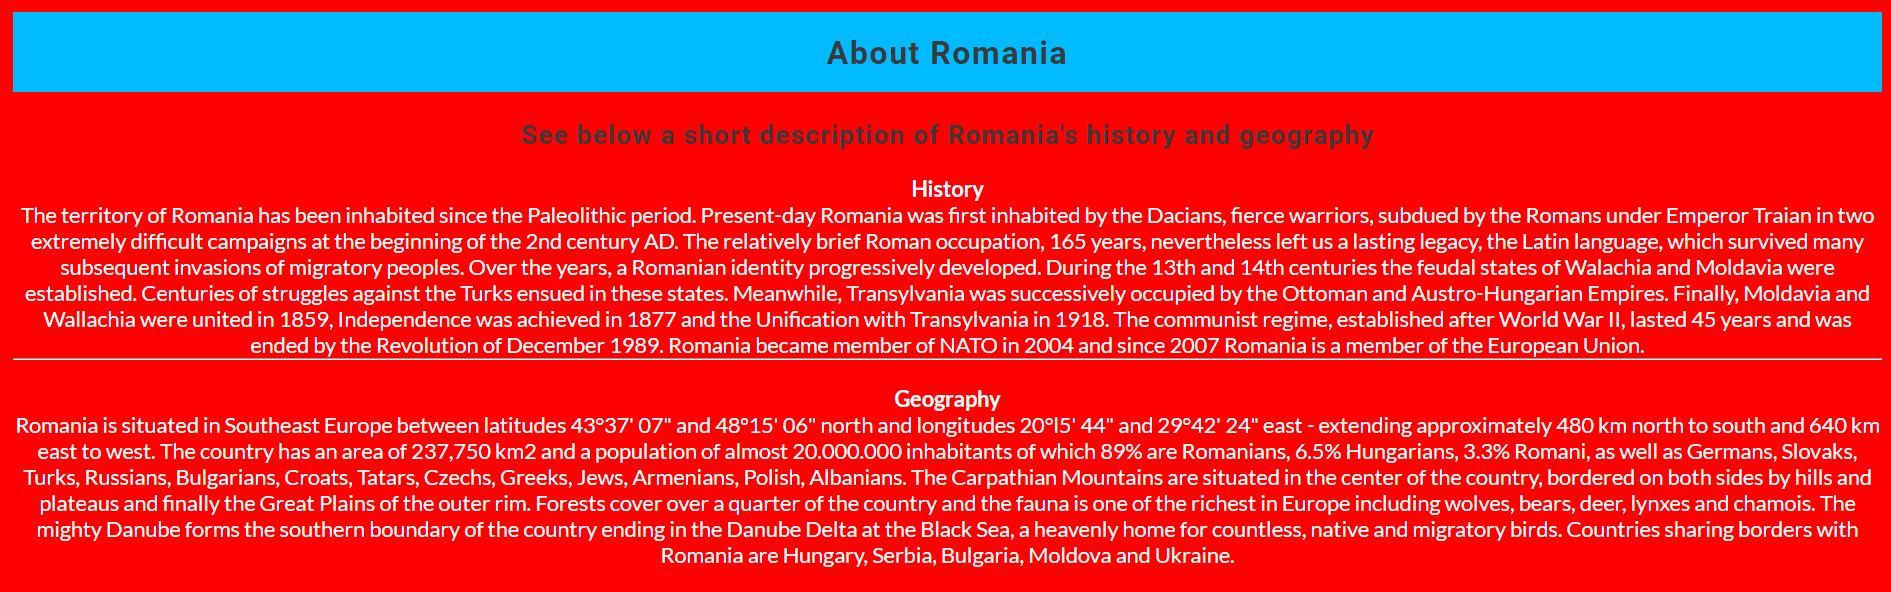 About Romania
See below a short description of Romania's history and geography
History
The territory of Romania has been inhabited since the Paleolithic period. Present-day Romania was first inhabited by the Dacians, fierce warriors, subdued by the Romans under Emperor Traian in two
extremely difficult campaigns at the beginning of the 2nd century AD. The relatively brief Roman occupation, 165 years, nevertheless left us a lasting legacy, the Latin language, which survived many
subsequent invasions of migratory peoples. Over the years, a Romanian identity progressively developed. During the 13th and 14th centuries the feudal states of Walachia and Moldavia were
established. Centuries of struggles against the Turks ensued in these states. Meanwhile, Transylvania was successively occupied by the Ottoman and Austro-Hungarian Empires. Finally, Moldavia and
Wallachia were united in 1859, Independence was achieved in 1877 and the Unification with Transylvania in 1918. The communist regime, established after World War II, lasted 45 years and was
ended by the Revolution of December 1989. Romania became member of NATO in 2004 and since 2007 Romania is a member of the European Union.
Geography
Romania is situated in Southeast Europe between latitudes 43°37' 07" and 48°15' 06" north and longitudes 20°l5' 44" and 29°42' 24" east - extending approximately 480 km north to south and 640 km
east to west. The country has an area of 237,750 km2 and a population of almost 20.000.000 inhabitants of which 89% are Romanians, 6.5% Hungarians, 3.3% Romani, as well as Germans, Slovaks,
Turks, Russians, Bulgarians, Croats, Tatars, Czechs, Greeks, Jews, Armenians, Polish, Albanians. The Carpathian Mountains are situated in the center of the country, bordered on both sides by hills and
plateaus and finally the Great Plains of the outer rim. Forests cover over a quarter of the country and the fauna is one of the richest in Europe including wolves, bears, deer, lynxes and chamois. The
mighty Danube forms the southern boundary of the country ending in the Danube Delta at the Black Sea, a heavenly home for countless, native and migratory birds. Countries sharing borders with
Romania are Hungary, Serbia, Bulgaria, Moldova and Ukraine.